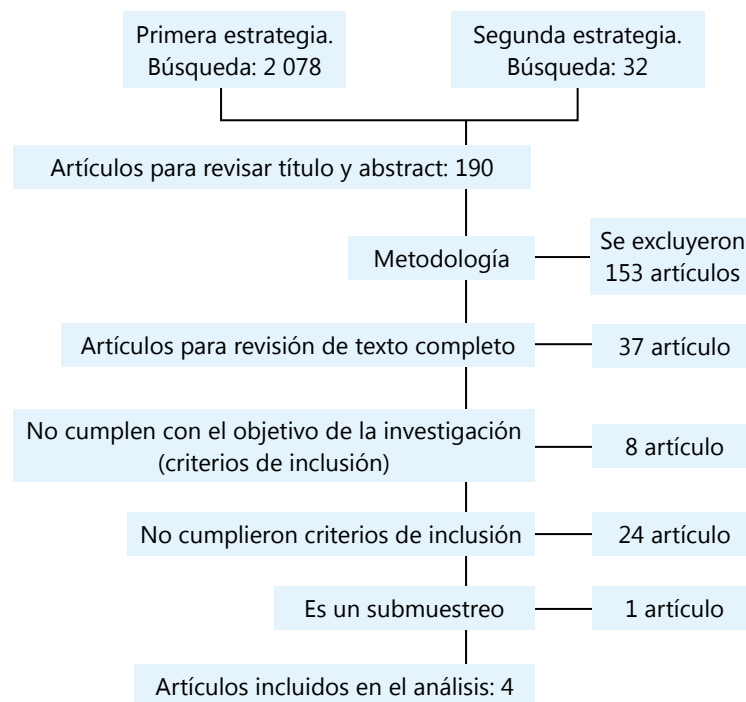 Primera estrategia.
Búsqueda: 2 078
Segunda estrategia.
Búsqueda: 32
Artículos para revisar título y abstract: 190
Metodología
Se excluyeron
153 artículos
Artículos para revisión de texto completo
37 artículo
No cumplen con el objetivo de la investigación
(criterios de inclusión)
8 artículo
No cumplieron criterios de inclusión
24 artículo
Es un submuestreo
1 artículo
Artículos incluidos en el análisis: 4